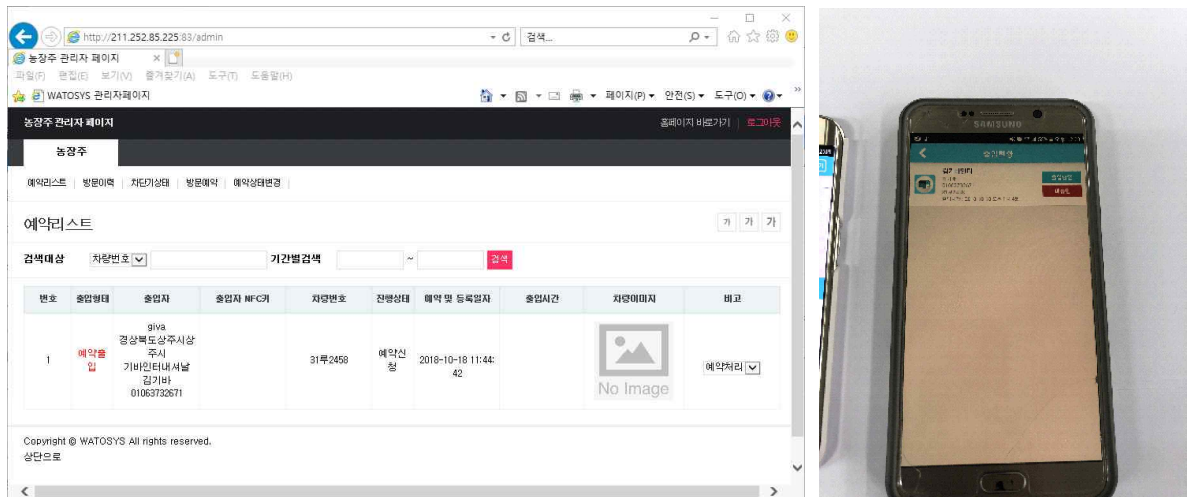 http://211.252.85.225:83/admin
검색...
농장주 관리자 페이지
파일(F) 편집(E) 보기(V) 즐겨찾기(A) 도구(T) 도움말(H)
WATOSYS 관리자페이지
페이지(P) 안전(S) 도구(O)
농장주 관리자 페이지
홈페이지 바로가기 | 로그아웃
농장주
예약리스트 방문이력 차단기상태 방문예약 예약상태변경
예약리스트
가 가 가
검색대상 차량번호 기간별검색 ~ 검색
번호 출입형태 출입자 출입자 NFC키 차량번호 진행상태 예약 및 등록일자 출입시간 차량이미지 비고
1
예약출
입
giva
경상북도상주시상
주시
기바인터내셔날
김기바
01063732671
31루2458
예약신
청
2018-10-18 11:44:
42
No Image
예약처리
Copyright @ WATOSYS All rights reserved.
상단으로
SAMSUNG
출입현황